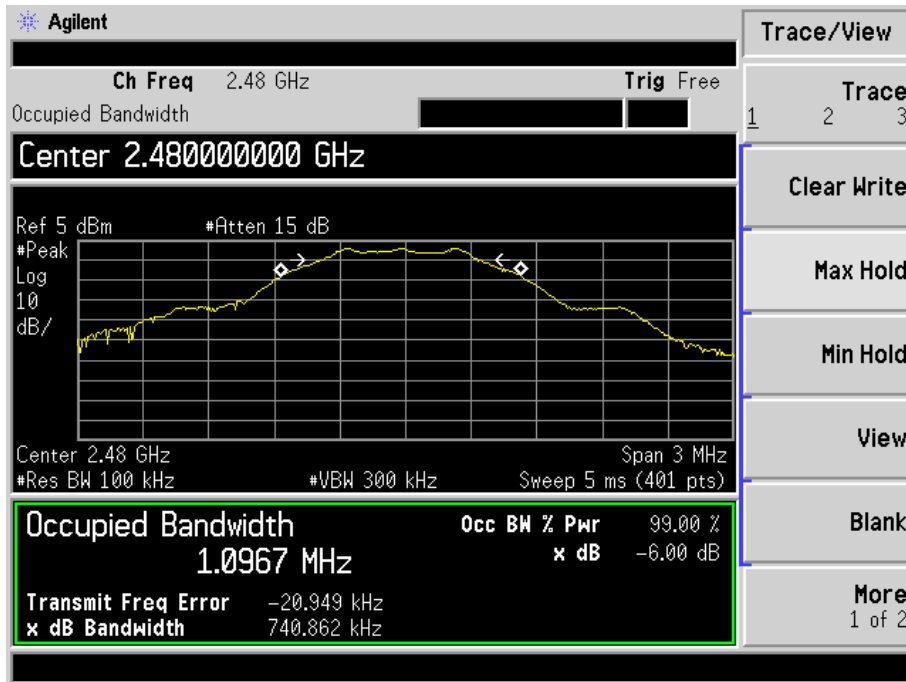 Agilent
Trace/View
Ch Freq 2.48 GHz Trig Free
Occupied Bandwidth
Trace
1 2 3
Center 2.480000000 GHz
Clear Write
Ref 5 dBm #Atten 15 dB
#Peak
Log
10
dB/
Max Hold
Min Hold
View
Center 2.48 GHz Span 3 MHz
#Res BW 100 kHz #VBW 300 kHz Sweep 5 ms (401 pts)
Occupied Bandwidth
1.0967 MHz
Occ BW % Pwr 99.00 %
x dB -6.00 dB
Blank
Transmit Freq Error -20.949 kHz
x dB Bandwidth 740.862 kHz
More
1 of 2